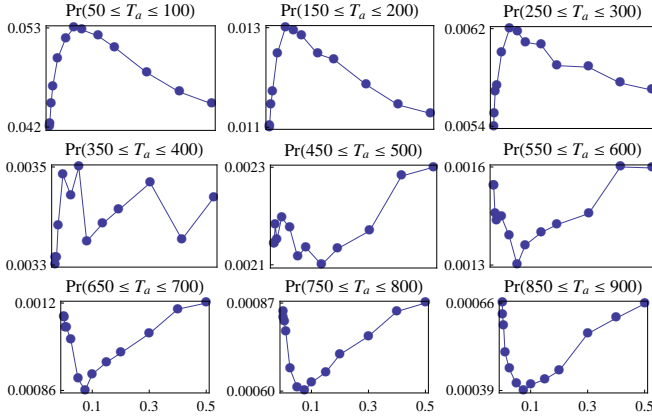 Pr(50 ≤ T_a ≤ 100) Pr(150 ≤ T_a ≤ 200) Pr(250 ≤ T_a ≤ 300)
0.053 0.013 0.0062
0.042 0.011 0.0054
Pr(350 ≤ T_a ≤ 400) Pr(450 ≤ T_a ≤ 500) Pr(550 ≤ T_a ≤ 600)
0.0035 0.0023 0.0016
0.0033 0.0021 0.0013
Pr(650 ≤ T_a ≤ 700) Pr(750 ≤ T_a ≤ 800) Pr(850 ≤ T_a ≤ 900)
0.0012 0.00087 0.00066
0.00086 0.00060 0.00039
0.1 0.3 0.5 0.1 0.3 0.5 0.1 0.3 0.5